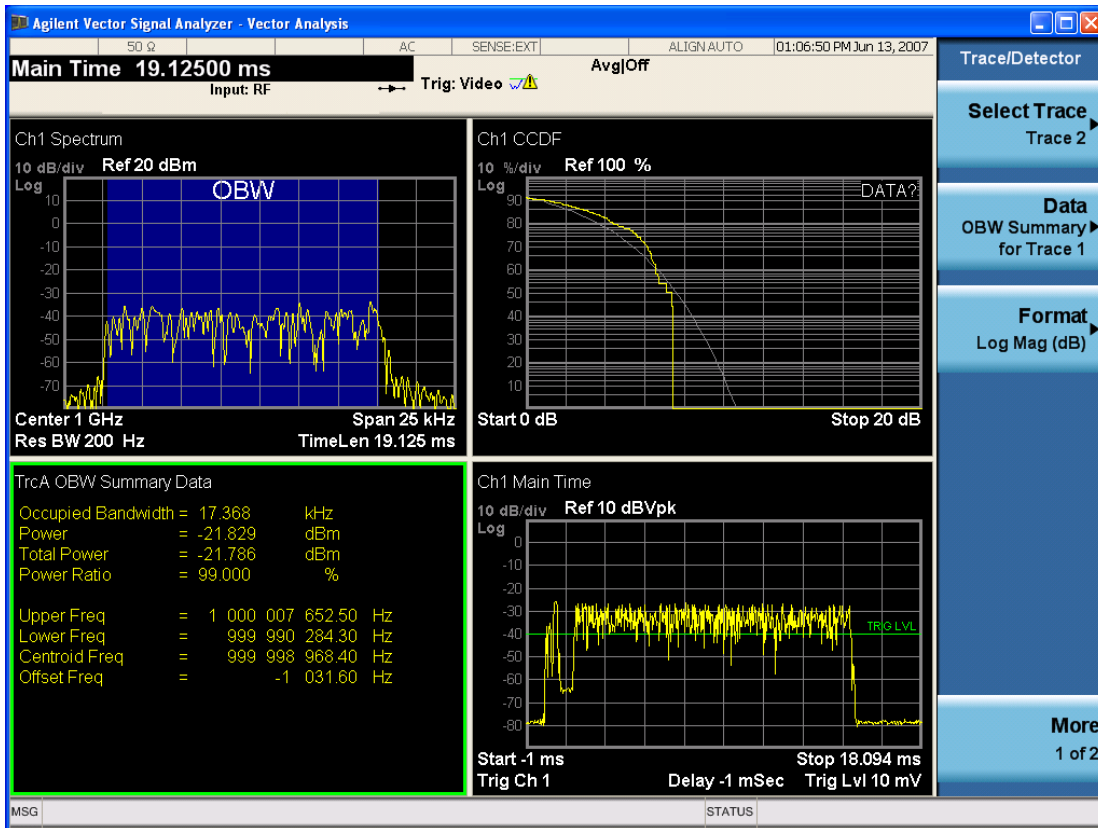 Agilent Vector Signal Analyzer - Vector Analysis
50 Ω AC SENSE:EXT ALIGN AUTO 01:06:50 PM Jun 13, 2007
Main Time 19.12500 ms
Input: RF
Trig: Video
Avg|Off
Ch1 Spectrum
10 dB/div Ref 20 dBm
Log
OBW
10
0
-10
-20
-30
-40
-50
-60
-70
Center 1 GHz Span 25 kHz
Res BW 200 Hz TimeLen 19.125 ms
Ch1 CCDF
10 %/div Ref 100 %
Log
DATA?
90
80
70
60
50
40
30
20
10
Start 0 dB Stop 20 dB
TrcA OBW Summary Data
Occupied Bandwidth = 17.368 kHz
Power = -21.829 dBm
Total Power = -21.786 dBm
Power Ratio = 99.000 %
Upper Freq = 1 000 007 652.50 Hz
Lower Freq = 999 990 284.30 Hz
Centroid Freq = 999 998 968.40 Hz
Offset Freq = -1 031.60 Hz
Ch1 Main Time
10 dB/div Ref 10 dBVpk
Log
0
-10
-20
-30
-40
-50
-60
-70
-80
TRIG LVL
Start -1 ms Stop 18.094 ms
Trig Ch 1 Delay -1 mSec Trig Lvl 10 mV
Trace/Detector
Select Trace
Trace 2
Data
OBW Summary
for Trace 1
Format
Log Mag (dB)
More
1 of 2
MSG STATUS